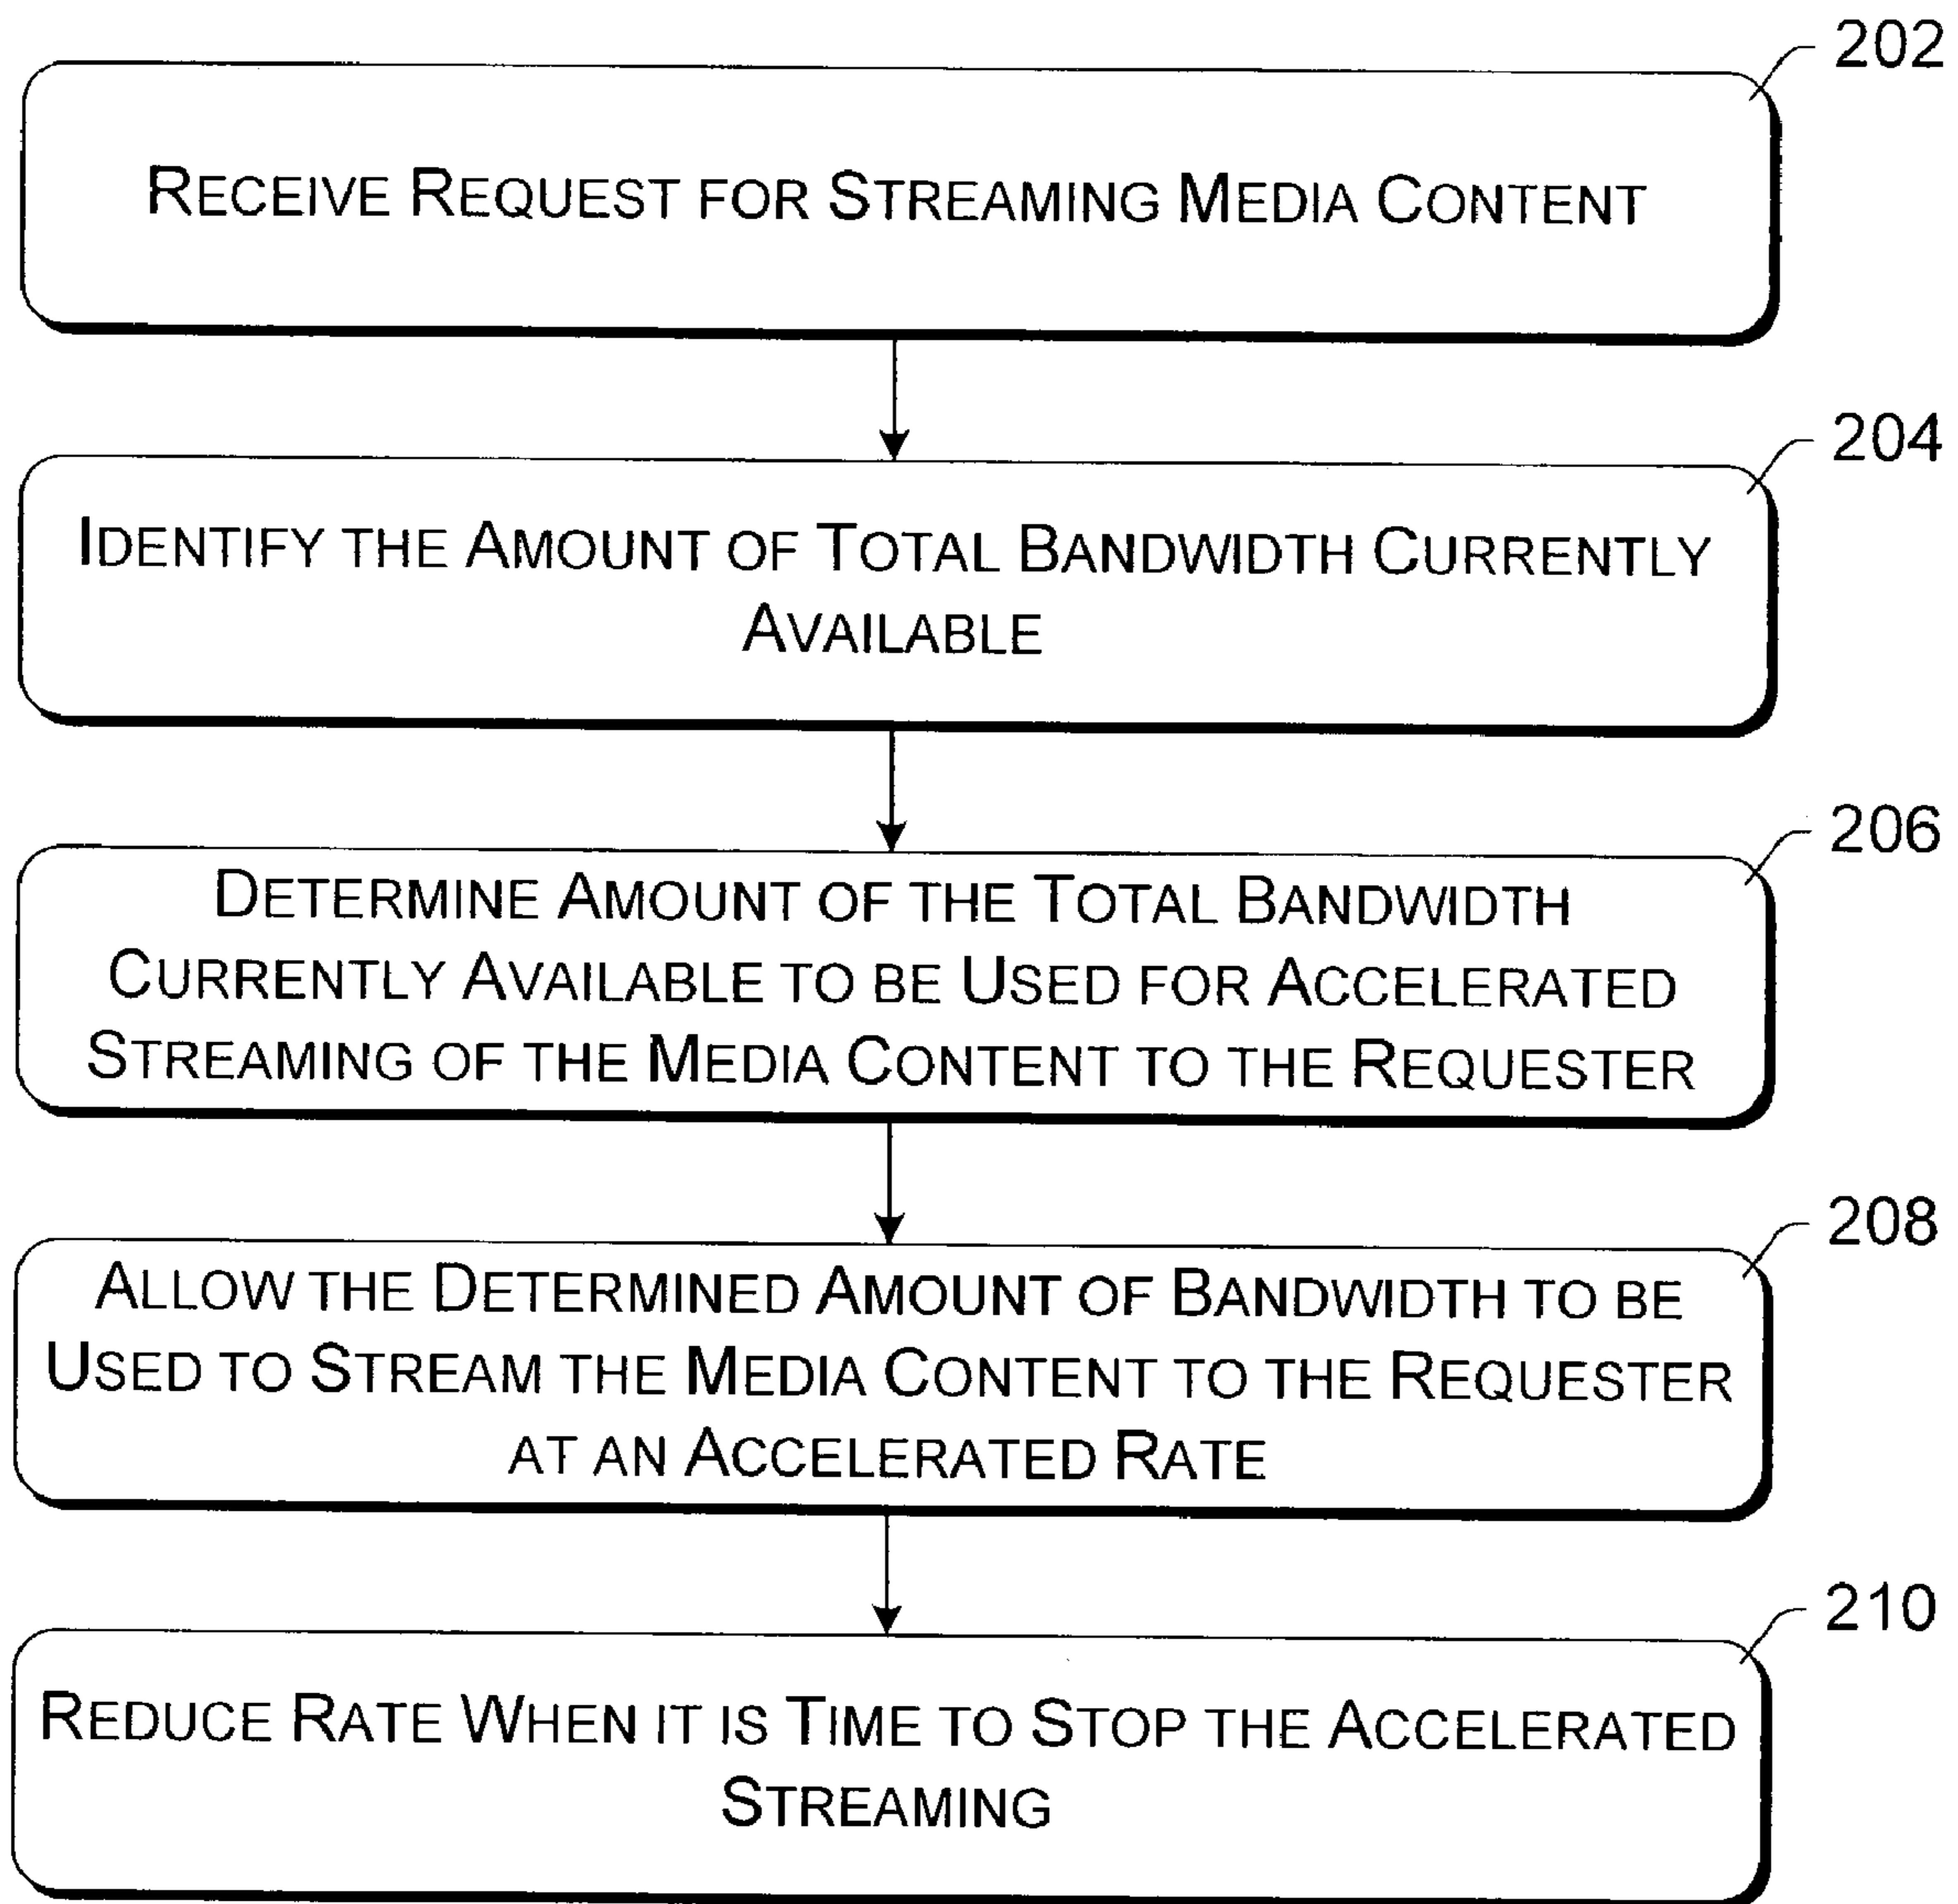 202
RECEIVE REQUEST FOR STREAMING MEDIA CONTENT
204
IDENTIFY THE AMOUNT OF TOTAL BANDWIDTH CURRENTLY
AVAILABLE
206
DETERMINE AMOUNT OF THE TOTAL BANDWIDTH
CURRENTLY AVAILABLE TO BE USED FOR ACCELERATED
STREAMING OF THE MEDIA CONTENT TO THE REQUESTER
208
ALLOW THE DETERMINED AMOUNT OF BANDWIDTH TO BE
USED TO STREAM THE MEDIA CONTENT TO THE REQUESTER
AT AN ACCELERATED RATE
210
REDUCE RATE WHEN IT IS TIME TO STOP THE ACCELERATED
STREAMING